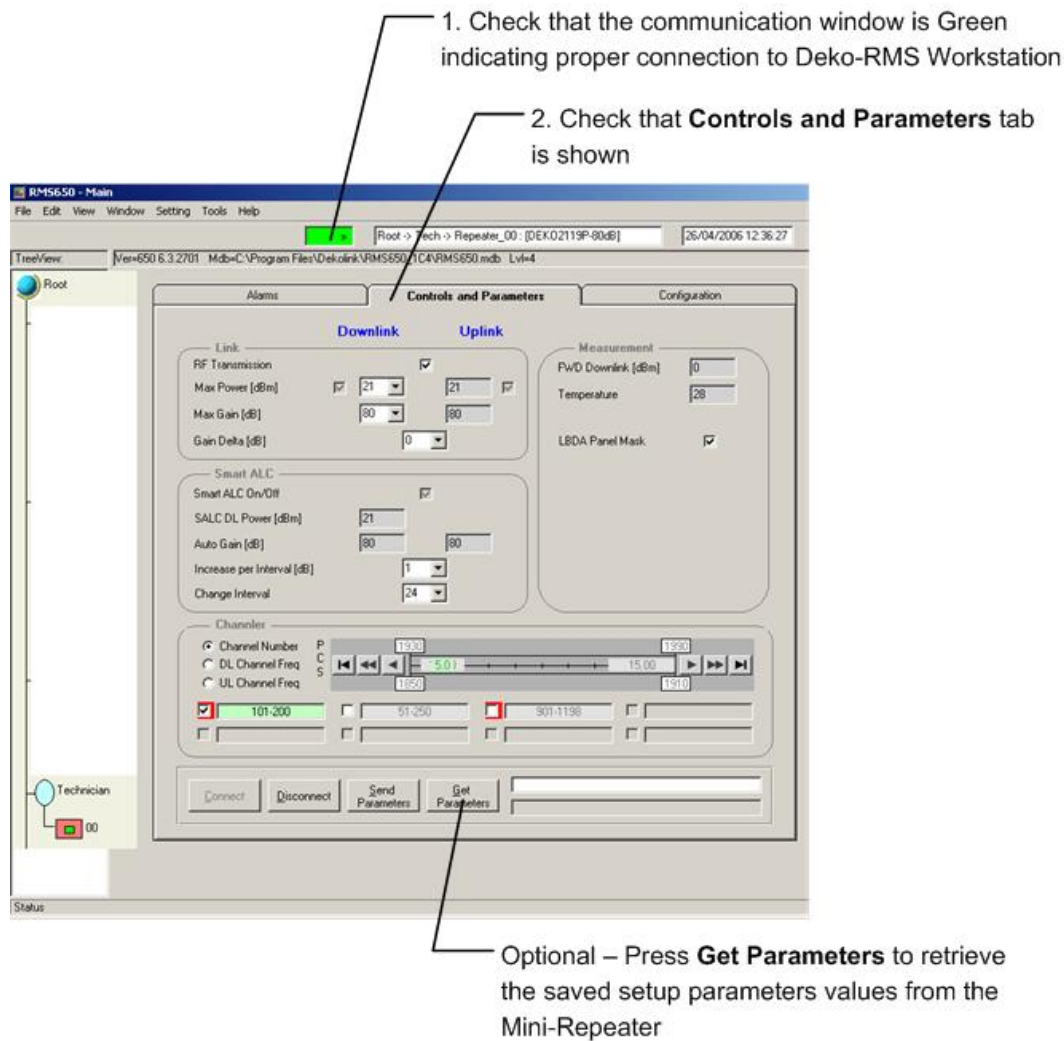 1. Check that the communication window is Green
indicating proper connection to Deko-RMS Workstation
2. Check that Controls and Parameters tab
is shown
RMS650 - Main
File Edit View Window Setting Tools Help
Root -> Tech -> Repeater_00 : [DEKO2119P-80dB] 26/04/2006 12:36:27
TreeView: Ver=650 6.3.2701 Mdb=C:\Program Files\Dekolink\RMS650_1C4\RMS650.mdb Lvl=4
Root
Alarms Controls and Parameters Configuration
Downlink Uplink
Link Measurement
RF Transmission FWD Downlink [dBm] 0
Max Power [dBm] 21 21 Temperature 28
Max Gain [dB] 80 80
Gain Delta [dB] 0 LBDA Panel Mask
Smart ALC
Smart ALC On/Off
SALC DL Power [dBm] 21
Auto Gain [dB] 80 80
Increase per Interval [dB] 1
Change Interval 24
Channler
Channel Number PCS 1930 1990
DL Channel Freq 5.0 15.00
UL Channel Freq 1850 1910
101-200 51-250 901-1198
Technician
00
Connect Disconnect Send Parameters Get Parameters
Status
Optional – Press Get Parameters to retrieve
the saved setup parameters values from the
Mini-Repeater